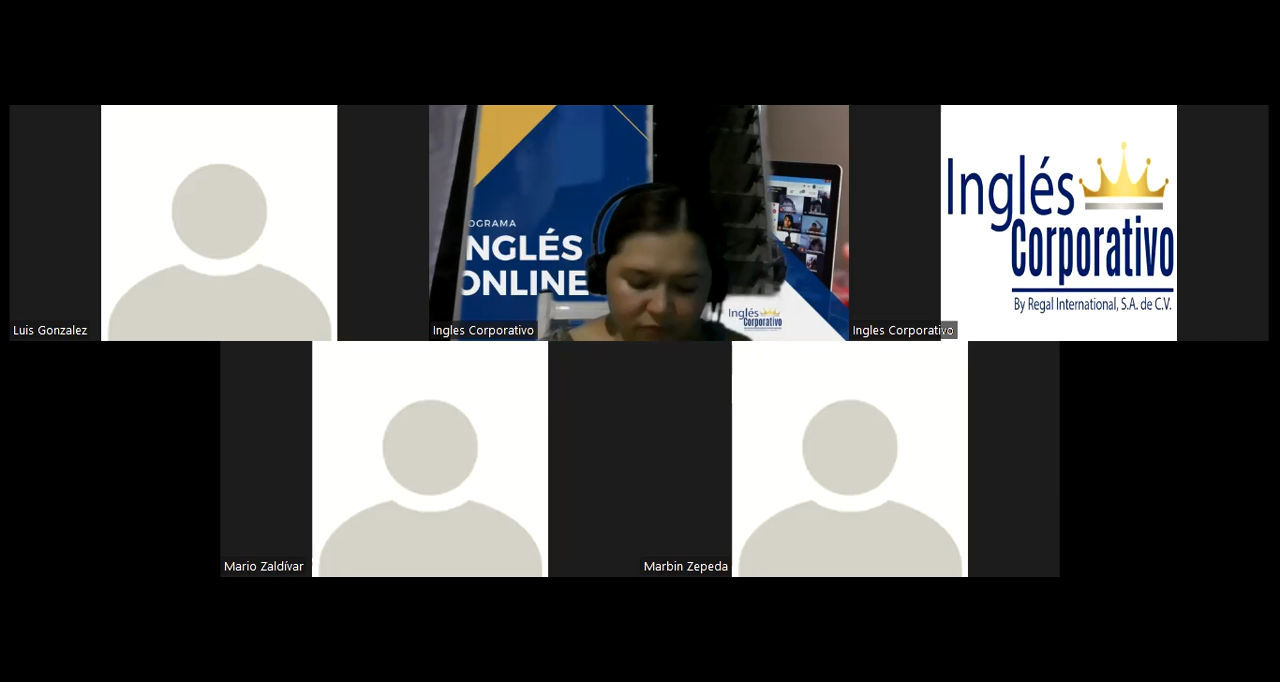 Luis Gonzalez
OGRAMA
NGLÉS
ONLINE
Inglés
Corporativo
Ingles Corporativo
Inglés
Corporativo
By Regal International, S.A. de C.V.
Ingles Corporativo
Mario Zaldívar
Marbin Zepeda